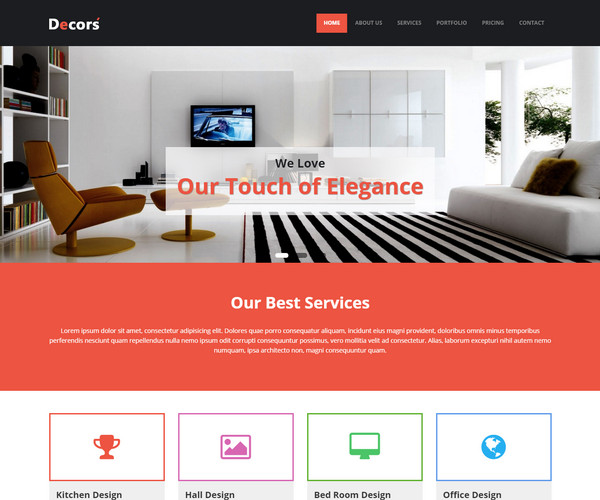 Decors
HOME ABOUT US SERVICES PORTFOLIO PRICING CONTACT
We Love
Our Touch of Elegance
Our Best Services
Lorem ipsum dolor sit amet, consectetur adipisicing elit. Dolores quae porro consequatur aliquam, incidunt eius magni provident, doloribus omnis minus temporibus
perferendis nesciunt quam repellendus nulla nemo ipsum odit corrupti consequuntur possimus, vero mollitia velit ad consectetur. Alias, laborum excepturi nihil autem nemo
numquam, ipsa architecto non, magni consequuntur quam.
Kitchen Design Hall Design Bed Room Design Office Design